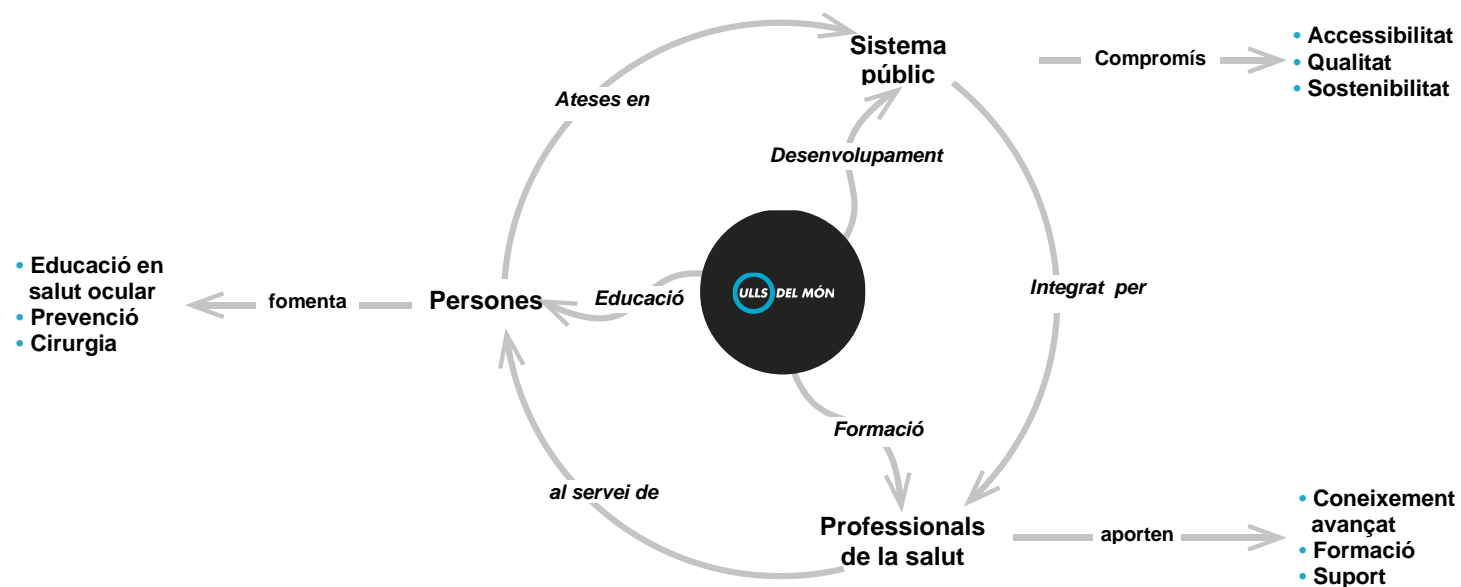 Sistema
públic
Compromís
• Accessibilitat
• Qualitat
• Sostenibilitat
Ateses en
Desenvolupament
• Educació en
salut ocular
• Prevenció
• Cirurgia
fomenta
Persones
Educació
ULLS DEL MÓN
Integrat per
Formació
al servei de
Professionals
de la salut
aporten
• Coneixement
avançat
• Formació
• Suport